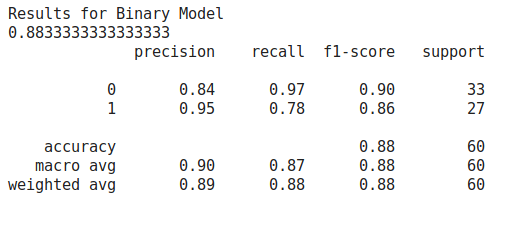 Results for Binary Model
0.8833333333333333
precision recall f1-score support
0 0.84 0.97 0.90 33
1 0.95 0.78 0.86 27
accuracy 0.88 60
macro avg 0.90 0.87 0.88 60
weighted avg 0.89 0.88 0.88 60